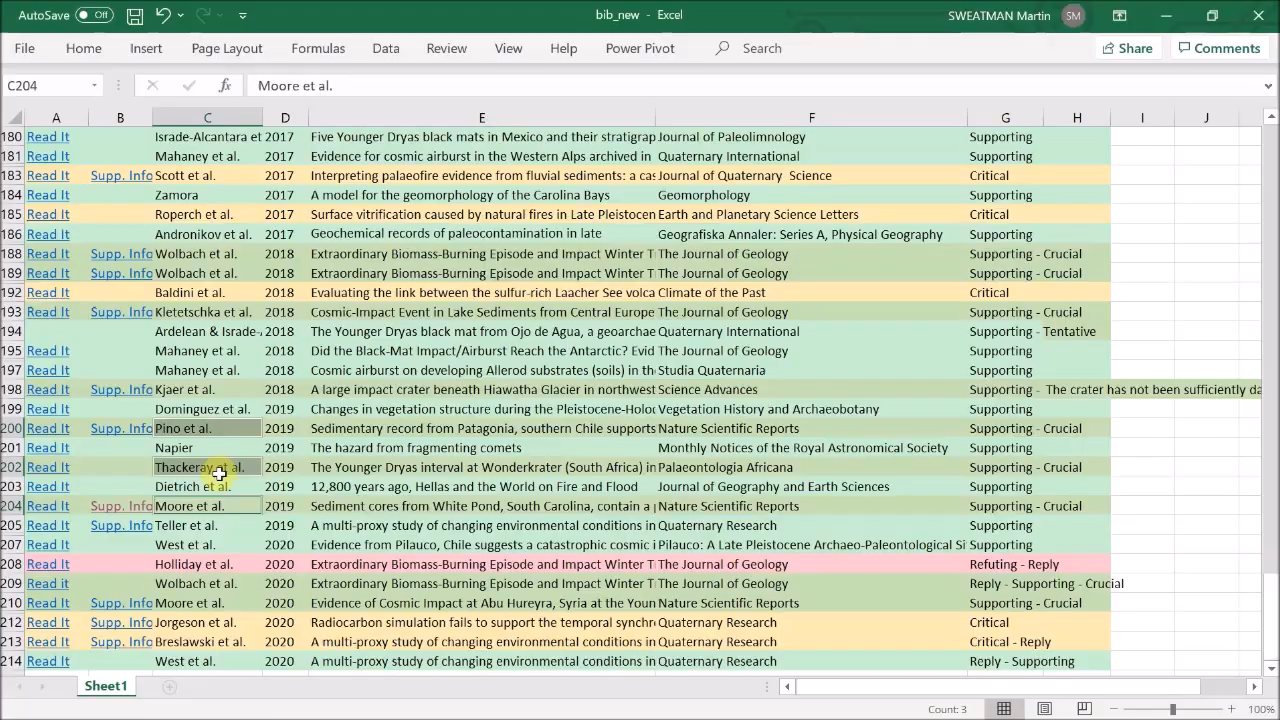 AutoSave Off bib_new - Excel SWEATMAN Martin SM
File Home Insert Page Layout Formulas Data Review View Help Power Pivot Search Share Comments
C204 fx Moore et al.
A B C D E F G H I J
180 Read It Israde-Alcantara et 2017 Five Younger Dryas black mats in Mexico and their stratigrap Journal of Paleolimnology Supporting
181 Read It Mahaney et al. 2017 Evidence for cosmic airburst in the Western Alps archived in Quaternary International Supporting
183 Read It Supp. Info Scott et al. 2017 Interpreting palaeofire evidence from fluvial sediments: a cas Journal of Quaternary Science Critical
184 Read It Zamora 2017 A model for the geomorphology of the Carolina Bays Geomorphology Supporting
185 Read It Roperch et al. 2017 Surface vitrification caused by natural fires in Late Pleistocen Earth and Planetary Science Letters Critical
186 Read It Andronikov et al. 2017 Geochemical records of paleocontamination in late Geografiska Annaler: Series A, Physical Geography Supporting
188 Read It Supp. Info Wolbach et al. 2018 Extraordinary Biomass-Burning Episode and Impact Winter T The Journal of Geology Supporting - Crucial
189 Read It Supp. Info Wolbach et al. 2018 Extraordinary Biomass-Burning Episode and Impact Winter T The Journal of Geology Supporting - Crucial
192 Read It Baldini et al. 2018 Evaluating the link between the sulfur-rich Laacher See volca Climate of the Past Critical
193 Read It Supp. Info Kletetschka et al. 2018 Cosmic-Impact Event in Lake Sediments from Central Europe The Journal of Geology Supporting - Crucial
194 Ardelean & Israde-A 2018 The Younger Dryas black mat from Ojo de Agua, a geoarchae Quaternary International Supporting - Tentative
195 Read It Mahaney et al. 2018 Did the Black-Mat Impact/Airburst Reach the Antarctic? Evid The Journal of Geology Supporting
197 Read It Mahaney et al. 2018 Cosmic airburst on developing Allerod substrates (soils) in th Studia Quaternaria Supporting
198 Read It Supp. Info Kjaer et al. 2018 A large impact crater beneath Hiawatha Glacier in northwest Science Advances Supporting - The crater has not been sufficiently da
199 Read It Dominguez et al. 2019 Changes in vegetation structure during the Pleistocene-Holoc Vegetation History and Archaeobotany Supporting
200 Read It Supp. Info Pino et al. 2019 Sedimentary record from Patagonia, southern Chile supports Nature Scientific Reports Supporting - Crucial
201 Read It Napier 2019 The hazard from fragmenting comets Monthly Notices of the Royal Astronomical Society Supporting
202 Read It Thackeray et al. 2019 The Younger Dryas interval at Wonderkrater (South Africa) in Palaeontologia Africana Supporting - Crucial
203 Read It Dietrich et al. 2019 12,800 years ago, Hellas and the World on Fire and Flood Journal of Geography and Earth Sciences Supporting
204 Read It Supp. Info Moore et al. 2019 Sediment cores from White Pond, South Carolina, contain a p Nature Scientific Reports Supporting - Crucial
205 Read It Supp. Info Teller et al. 2019 A multi-proxy study of changing environmental conditions in Quaternary Research Supporting
207 Read It West et al. 2020 Evidence from Pilauco, Chile suggests a catastrophic cosmic i Pilauco: A Late Pleistocene Archaeo-Paleontological Si Supporting
208 Read It Holliday et al. 2020 Extraordinary Biomass-Burning Episode and Impact Winter T The Journal of Geology Refuting - Reply
209 Read it Wolbach et al. 2020 Extraordinary Biomass-Burning Episode and Impact Winter T The Journal of Geology Reply - Supporting - Crucial
210 Read It Supp. Info Moore et al. 2020 Evidence of Cosmic Impact at Abu Hureyra, Syria at the Youn Nature Scientific Reports Supporting - Crucial
212 Read It Supp. Info Jorgeson et al. 2020 Radiocarbon simulation fails to support the temporal synchro Quaternary Research Critical
213 Read It Supp. Info Breslawski et al. 2020 A multi-proxy study of changing environmental conditions in Quaternary Research Critical - Reply
214 Read It West et al. 2020 A multi-proxy study of changing environmental conditions in Quaternary Research Reply - Supporting
Sheet1
Count: 3 100%